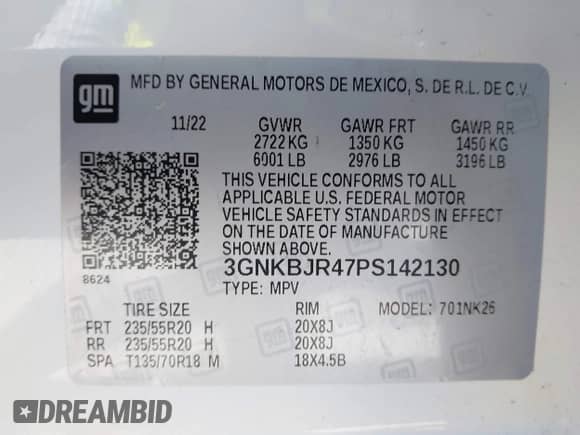 gm
MFD BY GENERAL MOTORS DE MEXICO, S. DE R.L. DE C.V.
11/22 GVWR GAWR FRT GAWR RR
2722 KG 1350 KG 1450 KG
6001 LB 2976 LB 3196 LB
THIS VEHICLE CONFORMS TO ALL
APPLICABLE U.S. FEDERAL MOTOR
VEHICLE SAFETY STANDARDS IN EFFECT
ON THE DATE OF MANUFACTURE
SHOWN ABOVE.
8624
3GNKBJR47PS142130
TYPE: MPV
TIRE SIZE RIM MODEL: 701NK26
FRT 235/55R20 H 20X8J
RR 235/55R20 H 20X8J
SPA T135/70R18 M 18X4.5B
DREAMBID